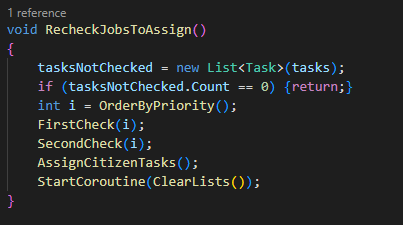 1 reference
void RecheckJobsToAssign()
{
    tasksNotChecked = new List<Task>(tasks);
    if (tasksNotChecked.Count == 0) {return;}
    int i = OrderByPriority();
    FirstCheck(i);
    SecondCheck(i);
    AssignCitizenTasks();
    StartCoroutine(ClearLists());
}